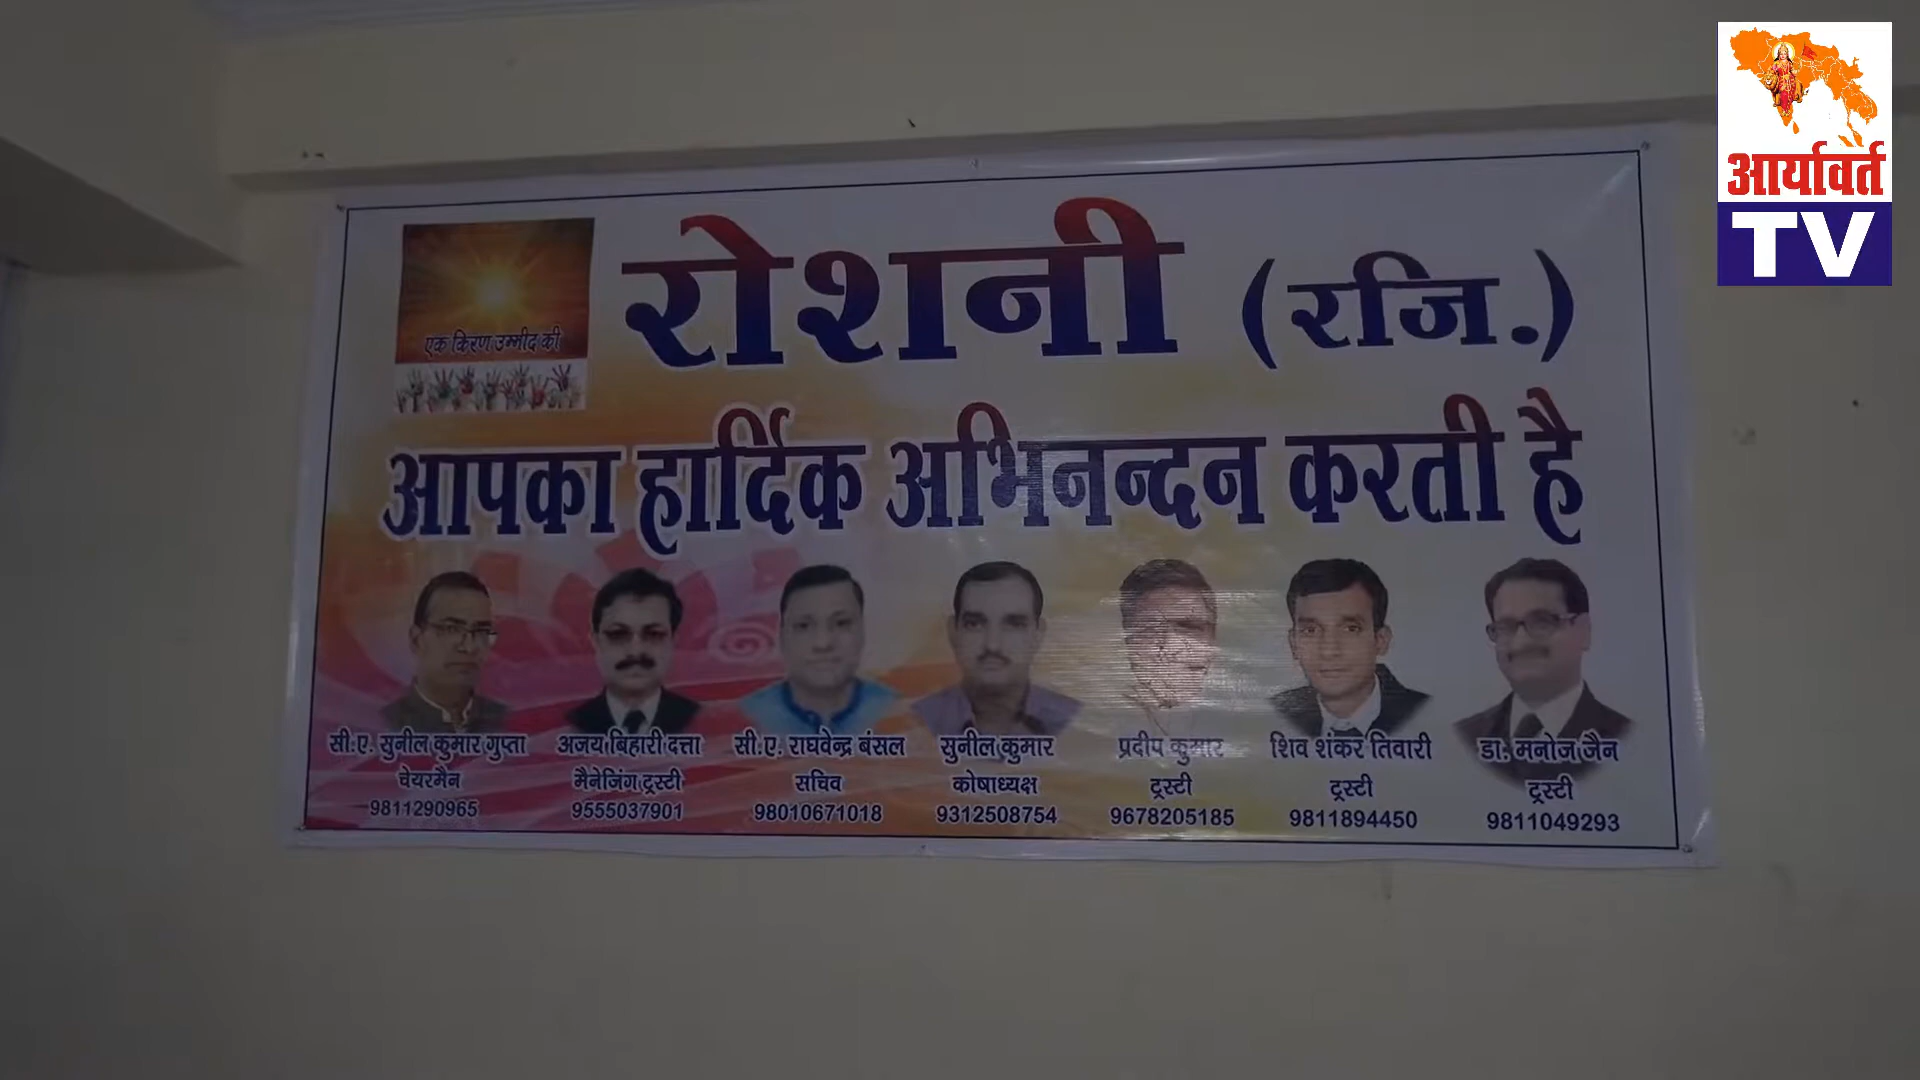 आर्यावर्त
TV
एक किरण उम्मीद की
रोशनी (रजि.)
आपका हार्दिक अभिनन्दन करती है
सी.ए. सुनील कुमार गुप्ता
चेयरमैन
9811290965
अजय बिहारी दत्ता
मैनेजिंग ट्रस्टी
9555037901
सी.ए. राघवेन्द्र बंसल
सचिव
98010671018
सुनील कुमार
कोषाध्यक्ष
9312508754
प्रदीप कुमार
ट्रस्टी
9678205185
शिव शंकर तिवारी
ट्रस्टी
9811894450
डा. मनोज जैन
ट्रस्टी
9811049293